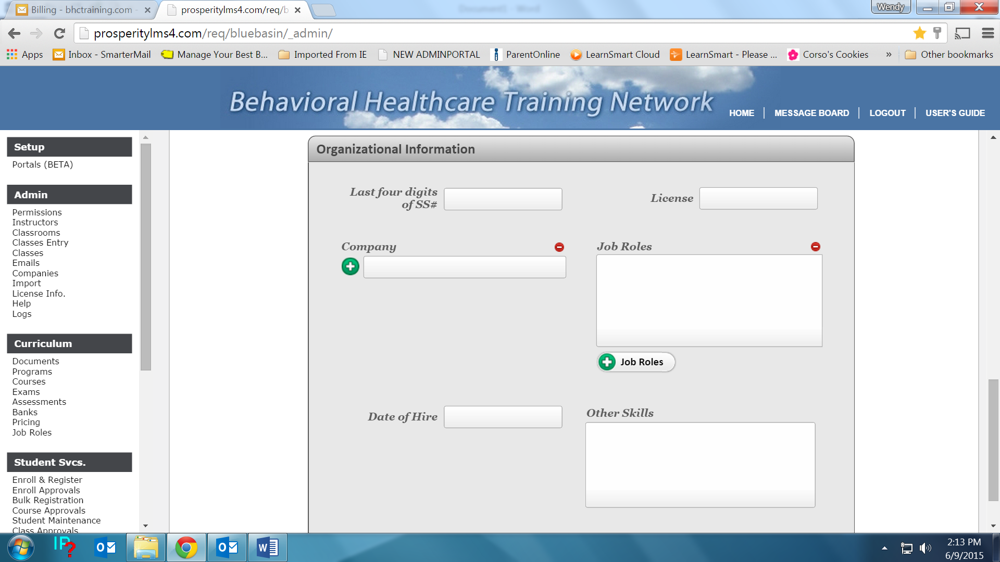 Billing - bhctraining.com -
prosperitylms4.com/req/b
Wendy
prosperitylms4.com/req/bluebasin/_admin/
Apps
Inbox - SmarterMail
Manage Your Best B...
Imported From IE
NEW ADMINPORTAL
ParentOnline
LearnSmart Cloud
LearnSmart - Please ...
Corso's Cookies
»
Other bookmarks
Behavioral Healthcare Training Network
HOME | MESSAGE BOARD | LOGOUT | USER'S GUIDE
Setup
Portals (BETA)
Admin
Permissions
Instructors
Classrooms
Classes Entry
Classes
Emails
Companies
Import
License Info.
Help
Logs
Curriculum
Documents
Programs
Courses
Exams
Assessments
Banks
Pricing
Job Roles
Student Svcs.
Enroll & Register
Enroll Approvals
Bulk Registration
Course Approvals
Student Maintenance
Class Approvals
Organizational Information
Last four digits
of SS#
License
Company
Job Roles
Job Roles
Date of Hire
Other Skills
IP?
2:13 PM
6/9/2015